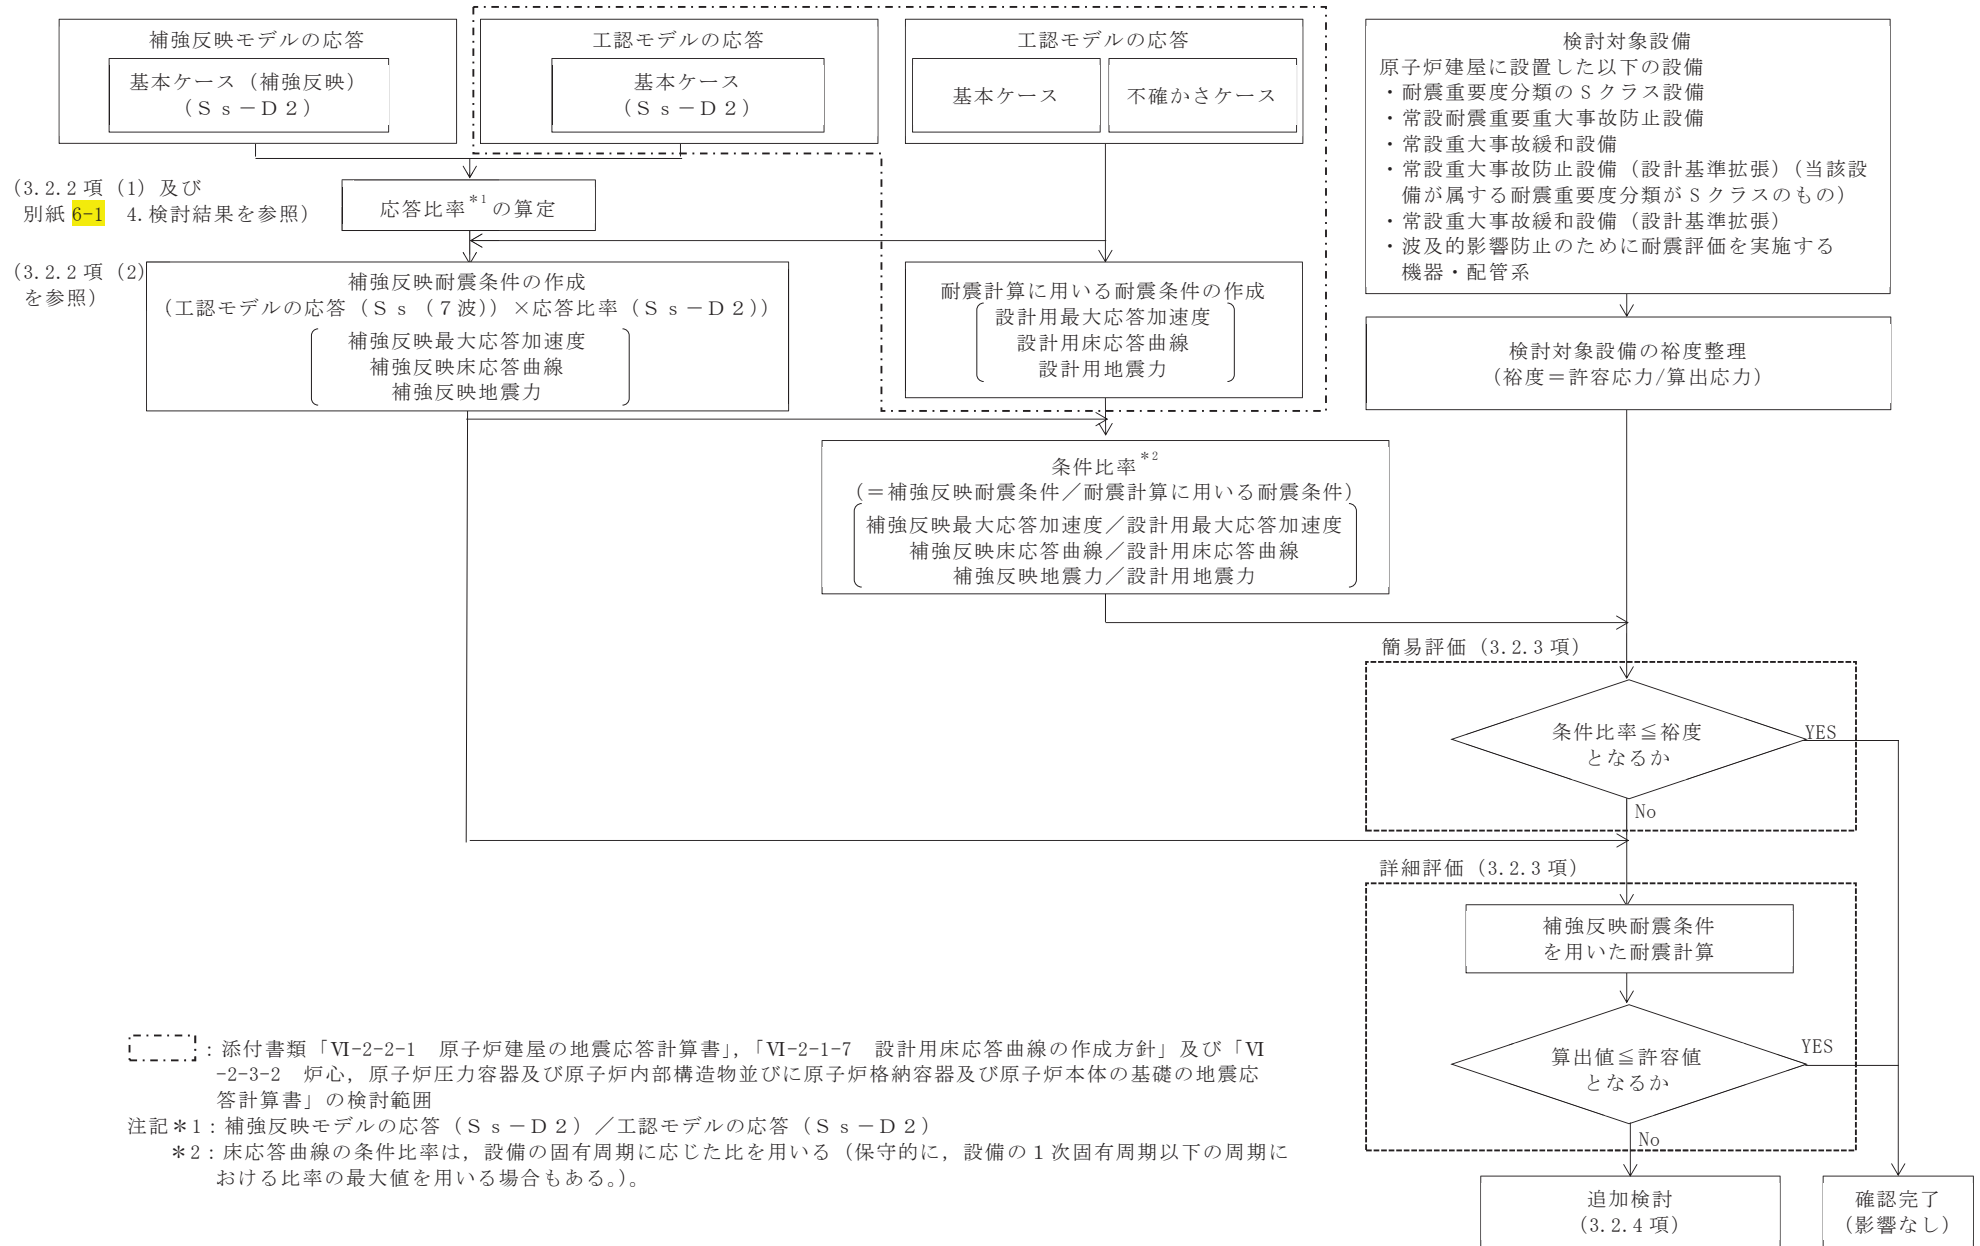 補強反映モデルの応答
基本ケース（補強反映）
（Ｓｓ－Ｄ２）
工認モデルの応答
基本ケース
（Ｓｓ－Ｄ２）
工認モデルの応答
基本ケース
不確かさケース
検討対象設備
原子炉建屋に設置した以下の設備
・耐震重要度分類のＳクラス設備
・常設耐震重要重大事故防止設備
・常設重大事故緩和設備
・常設重大事故防止設備（設計基準拡張）（当該設
備が属する耐震重要度分類がＳクラスのもの）
・常設重大事故緩和設備（設計基準拡張）
・波及的影響防止のために耐震評価を実施する
機器・配管系
(3.2.2項（1）及び
別紙 6-1　4.検討結果を参照）
応答比率*1の算定
(3.2.2項（2）
を参照）
補強反映耐震条件の作成
（工認モデルの応答（Ｓｓ（７波））×応答比率（Ｓｓ－Ｄ２））
補強反映最大応答加速度
補強反映床応答曲線
補強反映地震力
耐震計算に用いる耐震条件の作成
設計用最大応答加速度
設計用床応答曲線
設計用地震力
検討対象設備の裕度整理
（裕度＝許容応力/算出応力）
条件比率*2
（＝補強反映耐震条件／耐震計算に用いる耐震条件）
補強反映最大応答加速度／設計用最大応答加速度
補強反映床応答曲線／設計用床応答曲線
補強反映地震力／設計用地震力
簡易評価（3.2.3項）
条件比率≦裕度
となるか
YES
No
詳細評価（3.2.3項）
補強反映耐震条件
を用いた耐震計算
算出値≦許容値
となるか
YES
No
追加検討
（3.2.4項）
確認完了
（影響なし）
：添付書類「Ⅵ-2-2-1　原子炉建屋の地震応答計算書」，「Ⅵ-2-1-7　設計用床応答曲線の作成方針」及び「Ⅵ
-2-3-2　炉心，原子炉圧力容器及び原子炉内部構造物並びに原子炉格納容器及び原子炉本体の基礎の地震応
答計算書」の検討範囲
注記＊1：補強反映モデルの応答（Ｓｓ－Ｄ２）／工認モデルの応答（Ｓｓ－Ｄ２）
＊2：床応答曲線の条件比率は，設備の固有周期に応じた比を用いる（保守的に，設備の１次固有周期以下の周期に
おける比率の最大値を用いる場合もある。）。